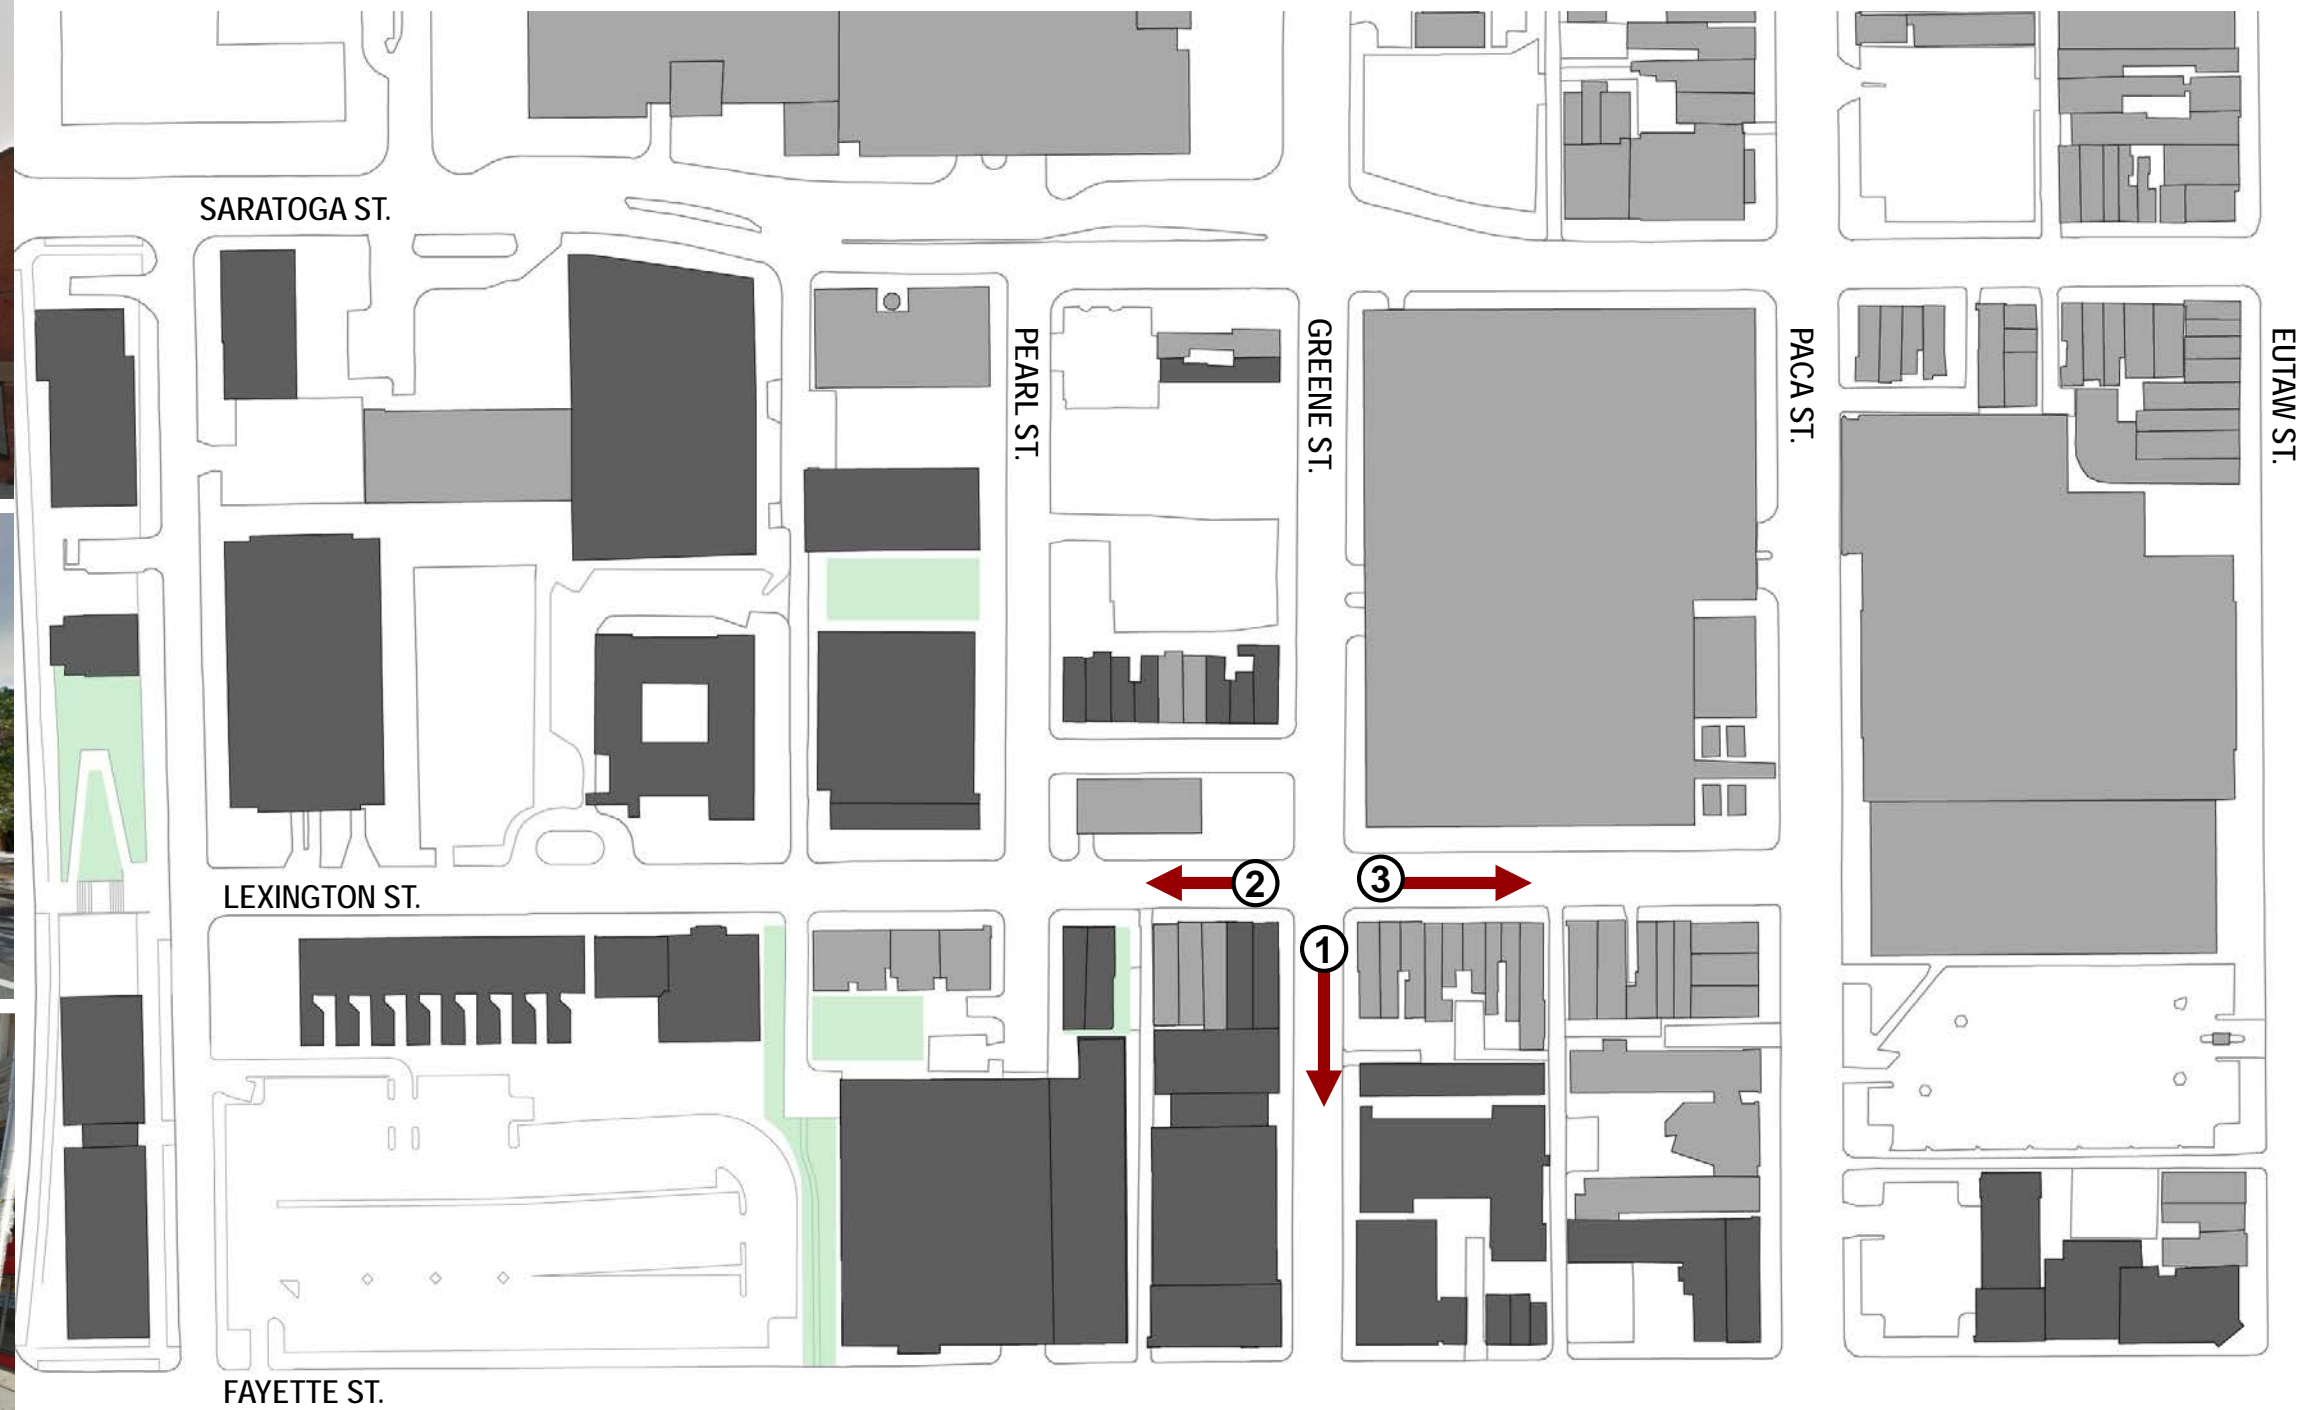 SARATOGA ST.
PEARL ST.
GREENE ST.
PACA ST.
EUTAW ST.
LEXINGTON ST.
2
3
1
FAYETTE ST.